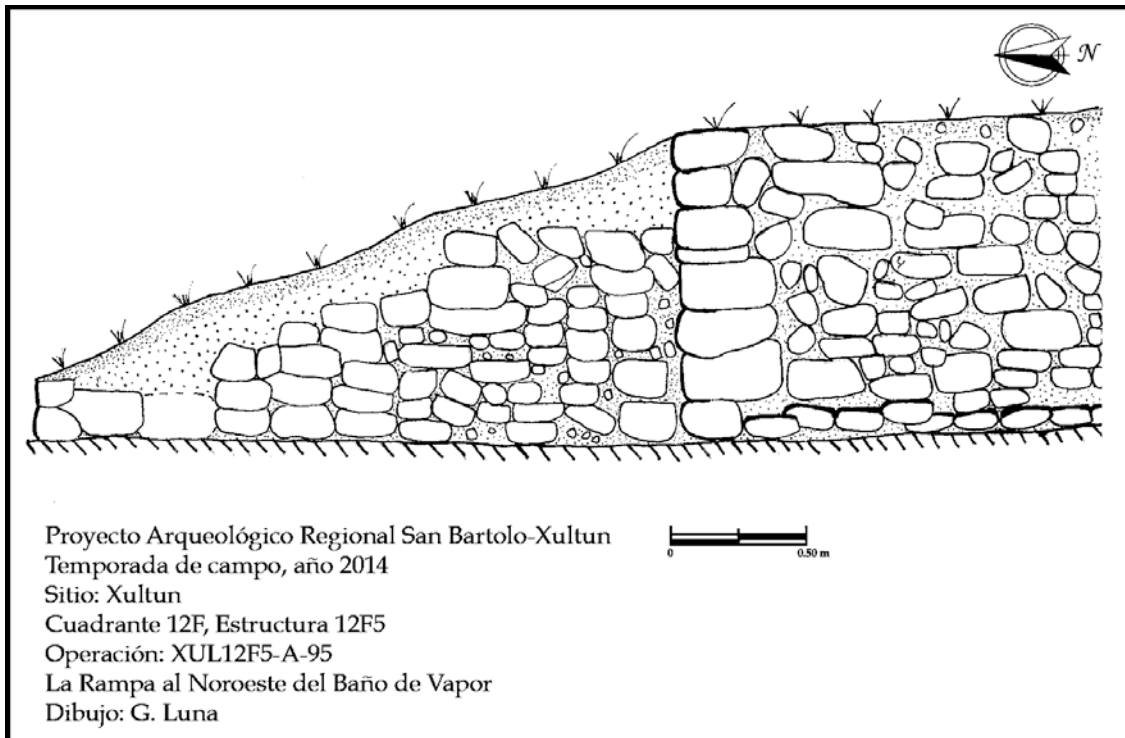 N
Proyecto Arqueológico Regional San Bartolo-Xultun
0 0.50 m
Temporada de campo, año 2014
Sitio: Xultun
Cuadrante 12F, Estructura 12F5
Operación: XUL12F5-A-95
La Rampa al Noroeste del Baño de Vapor
Dibujo: G. Luna